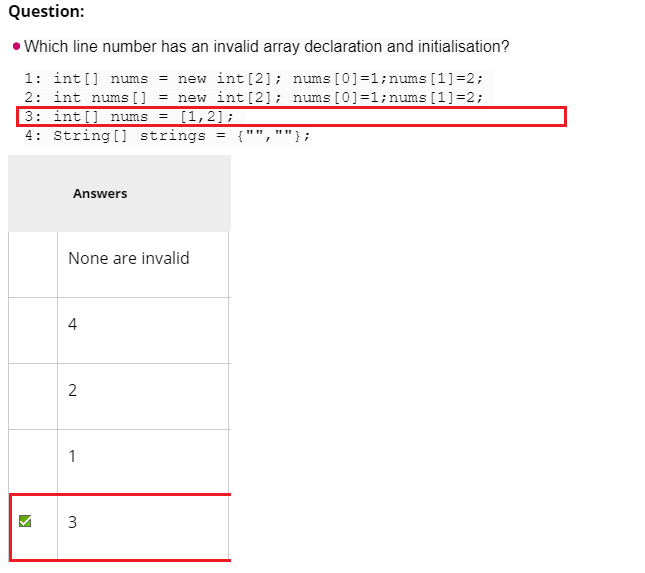 Question:
Which line number has an invalid array declaration and initialisation?
1: int[] nums = new int[2]; nums[0]=1;nums[1]=2;
2: int nums[] = new int[2]; nums[0]=1;nums[1]=2;
3: int[] nums = [1,2];
4: String[] strings = {"",""};
Answers
None are invalid
4
2
1
3